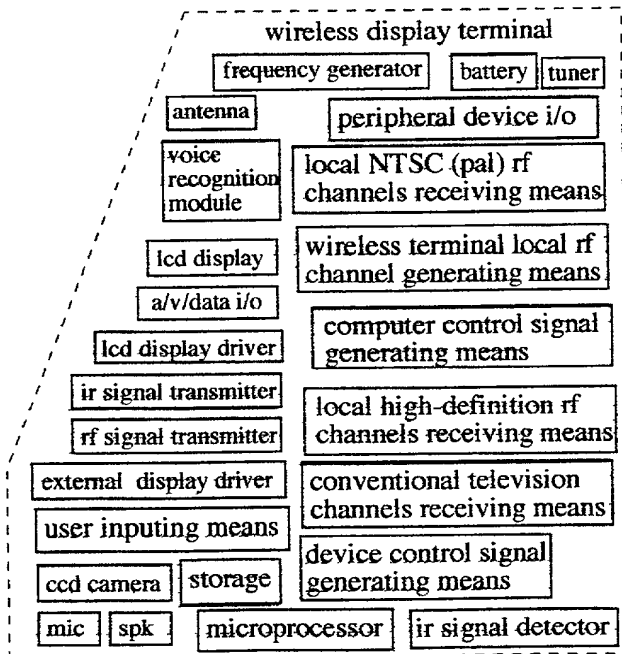 wireless display terminal
frequency generator
battery
tuner
antenna
peripheral device i/o
voice
recognition
module
local NTSC (pal) rf
channels receiving means
lcd display
wireless terminal local rf
channel generating means
a/v/data i/o
computer control signal
generating means
lcd display driver
ir signal transmitter
local high-definition rf
channels receiving means
rf signal transmitter
external display driver
conventional television
channels receiving means
user inputing means
device control signal
generating means
ccd camera
storage
mic
spk
microprocessor
ir signal detector